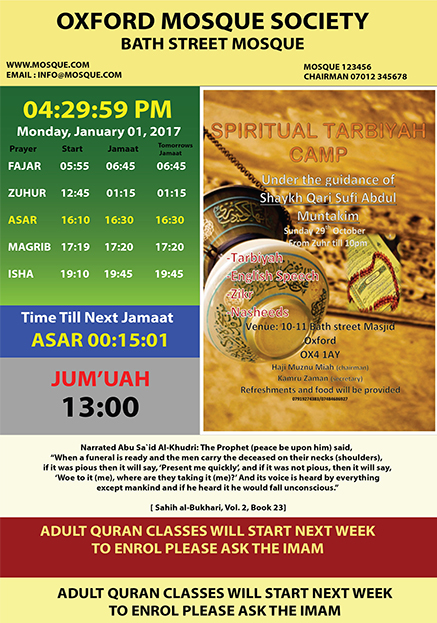 OXFORD MOSQUE SOCIETY
BATH STREET MOSQUE
WWW.MOSQUE.COM
EMAIL : INFO@MOSQUE.COM
MOSQUE 123456
CHAIRMAN 07012 345678
04:29:59 PM
Monday, January 01, 2017
Prayer Start Jamaat Tomorrows Jamaat
FAJAR 05:55 06:45 06:45
ZUHUR 12:45 01:15 01:15
ASAR 16:10 16:30 16:30
MAGRIB 17:19 17:20 17:20
ISHA 19:10 19:45 19:45
Time Till Next Jamaat
ASAR 00:15:01
JUM’UAH
13:00
SPIRITUAL TARBIYAH
CAMP
Under the guidance of
Shaykh Qari Sufi Abdul
Muntakim
Sunday 29th October
From Zuhr till 10pm
-Tarbiyah
-English Speech
-Zikr
-Nasheeds
Venue: 10-11 Bath street Masjid
Oxford
OX4 1AY
Haji Muznu Miah (chairman)
Kamru Zaman (secretary)
Refreshments and food will be provided
Narrated Abu Sa`id Al-Khudri: The Prophet (peace be upon him) said,
“When a funeral is ready and the men carry the deceased on their necks (shoulders),
if it was pious then it will say, ‘Present me quickly’, and if it was not pious, then it will say,
‘Woe to it (me), where are they taking it (me)?’ And its voice is heard by everything
except mankind and if he heard it he would fall unconscious.”
[ Sahih al-Bukhari, Vol. 2, Book 23]
ADULT QURAN CLASSES WILL START NEXT WEEK
TO ENROL PLEASE ASK THE IMAM
ADULT QURAN CLASSES WILL START NEXT WEEK
TO ENROL PLEASE ASK THE IMAM